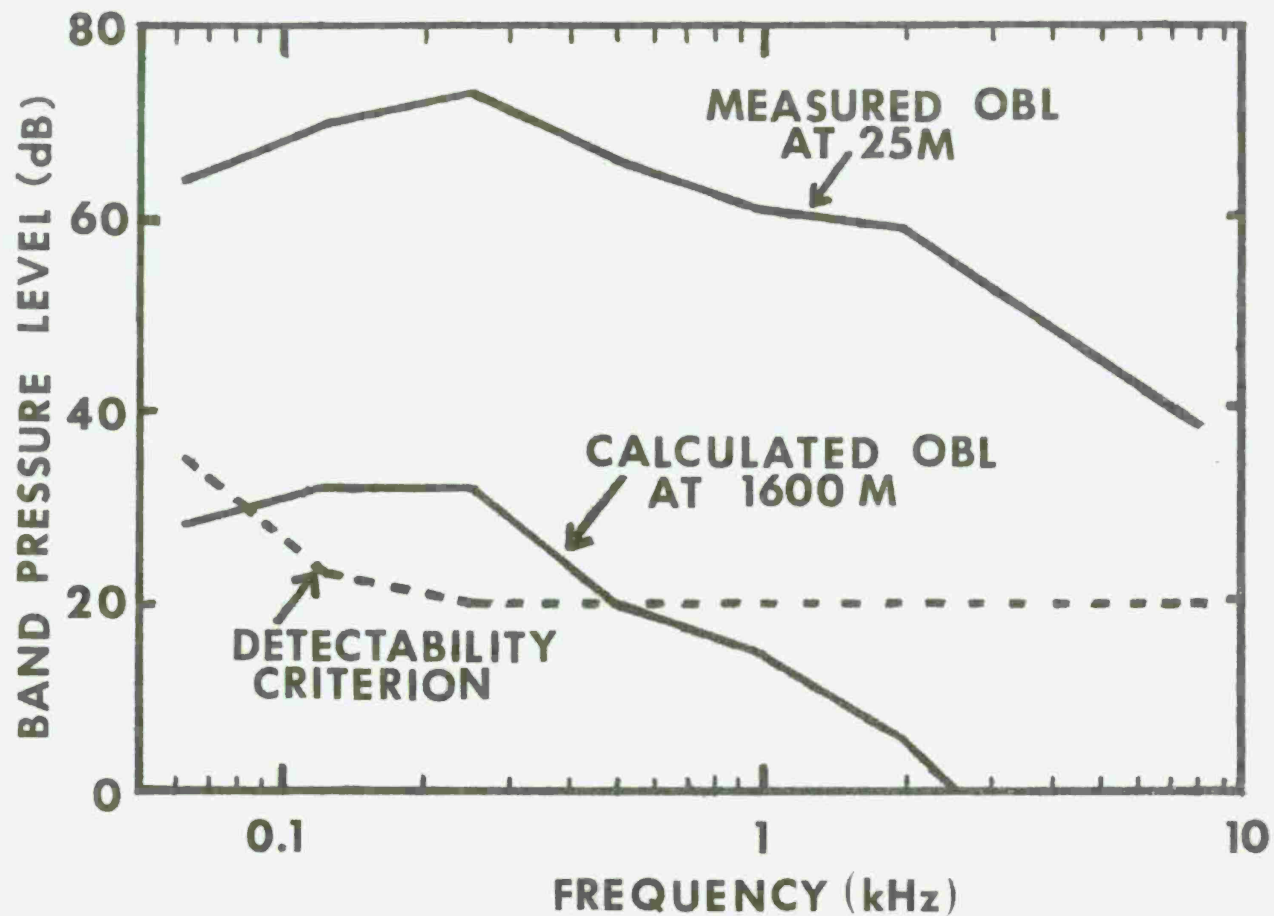 80
60
40
20
0
BAND PRESSURE LEVEL (dB)
MEASURED OBL
AT 25M
CALCULATED OBL
AT 1600 M
DETECTABILITY
CRITERION
0.1
1
10
FREQUENCY (kHz)